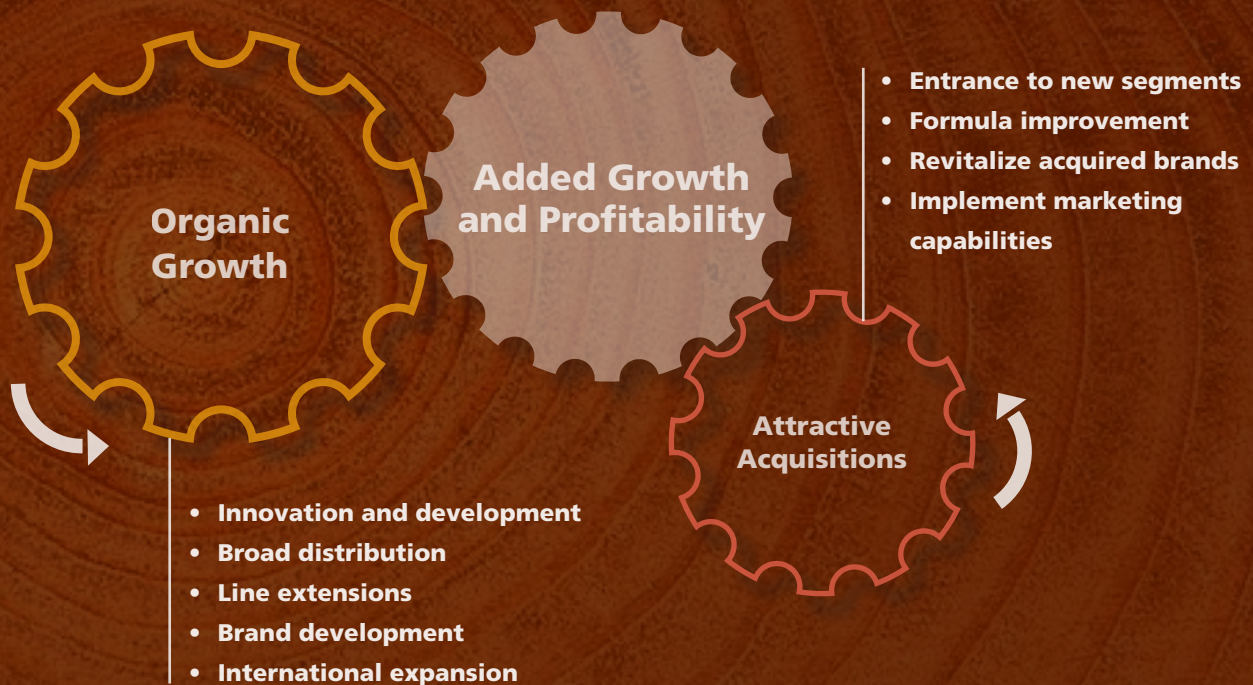 Organic
Growth
Added Growth
and Profitability
• Entrance to new segments
• Formula improvement
• Revitalize acquired brands
• Implement marketing
capabilities
Attractive
Acquisitions
• Innovation and development
• Broad distribution
• Line extensions
• Brand development
• International expansion